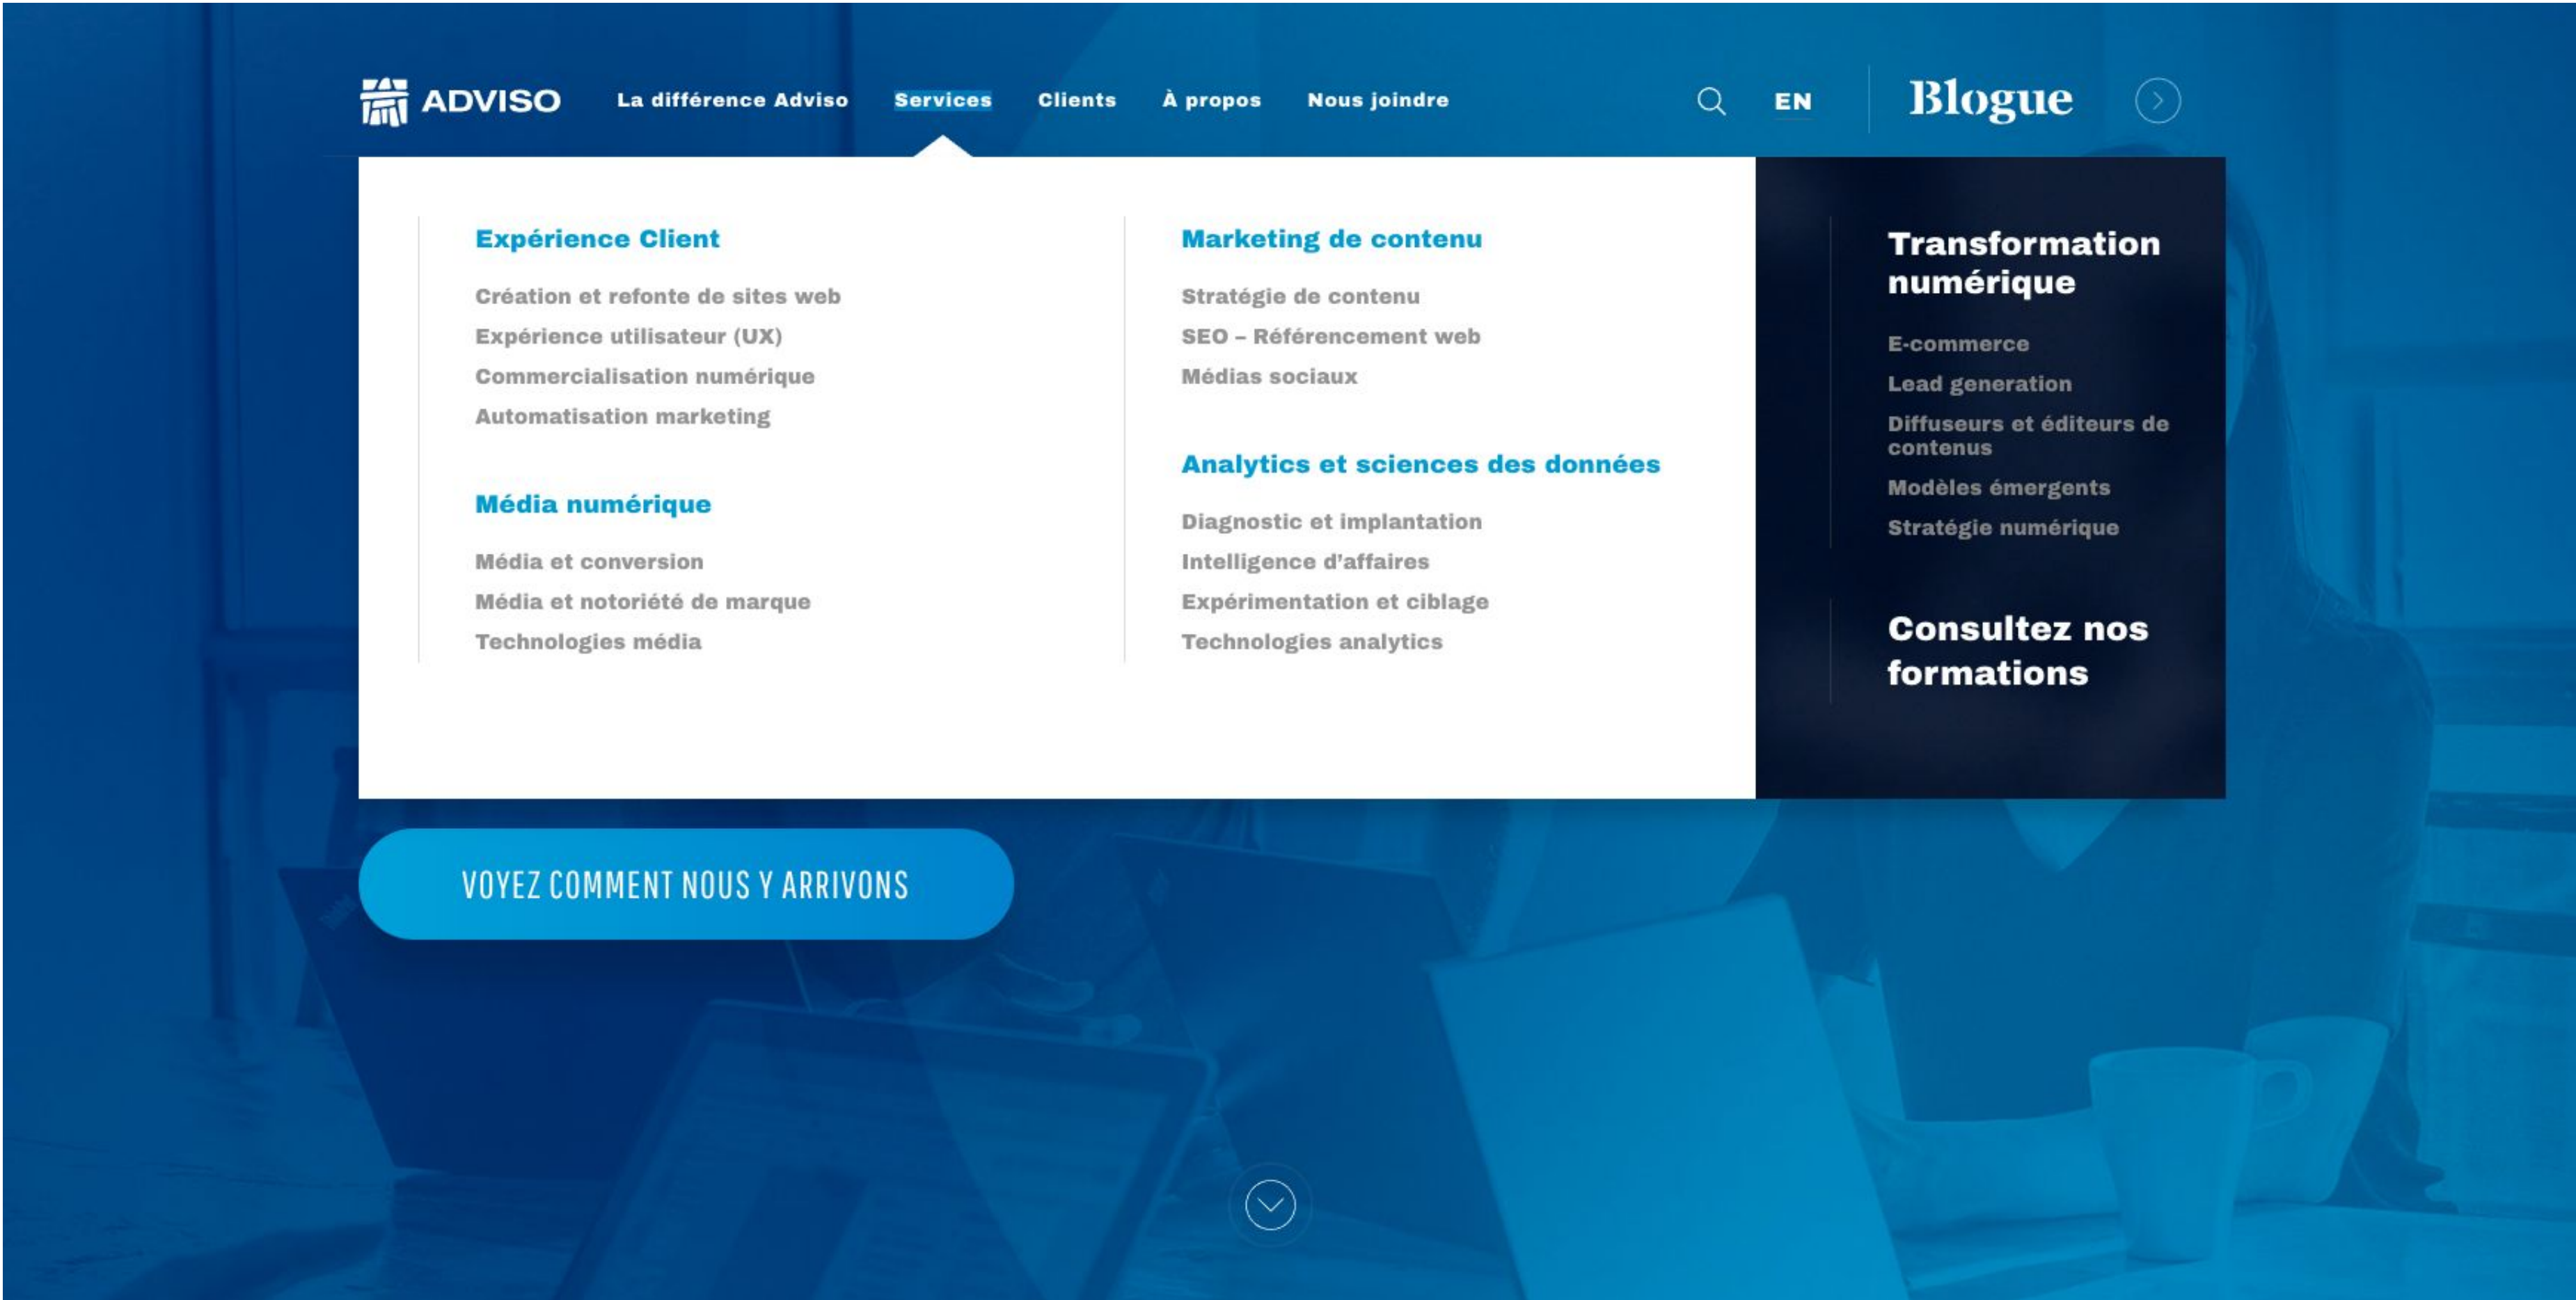 ADVISO
La différence Adviso
Services
Clients
À propos
Nous joindre
EN
Blogue
Expérience Client
Création et refonte de sites web
Expérience utilisateur (UX)
Commercialisation numérique
Automatisation marketing
Média numérique
Média et conversion
Média et notoriété de marque
Technologies média
Marketing de contenu
Stratégie de contenu
SEO – Référencement web
Médias sociaux
Analytics et sciences des données
Diagnostic et implantation
Intelligence d'affaires
Expérimentation et ciblage
Technologies analytics
Transformation
numérique
E-commerce
Lead generation
Diffuseurs et éditeurs de
contenus
Modèles émergents
Stratégie numérique
Consultez nos
formations
VOYEZ COMMENT NOUS Y ARRIVONS